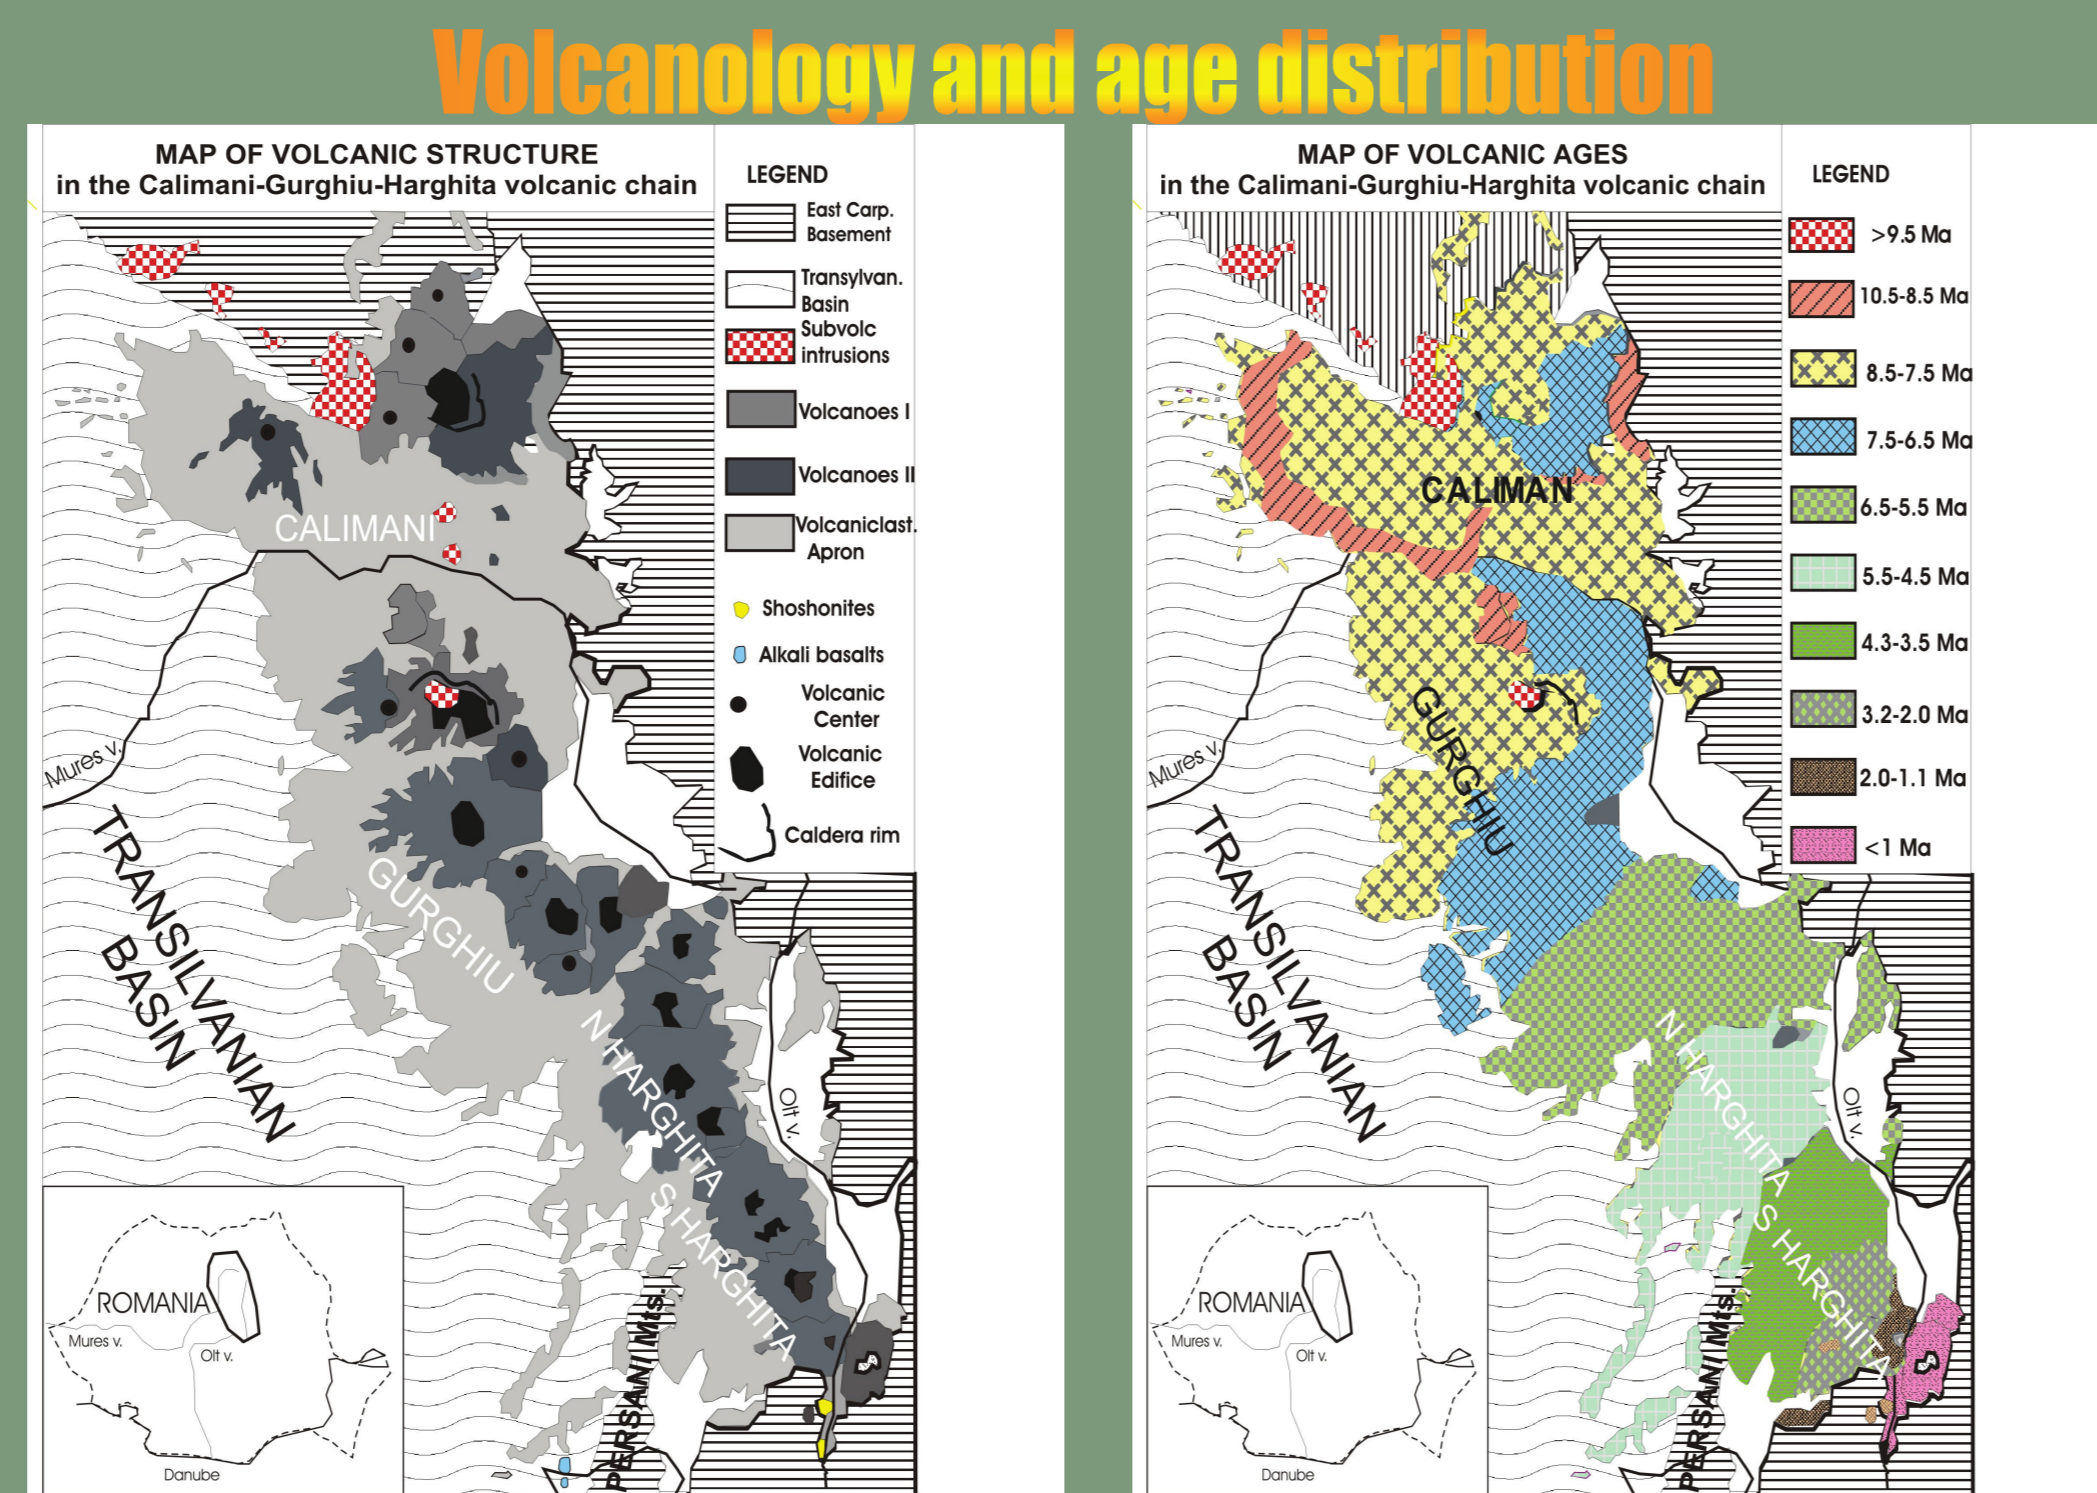 Volcanology and age distribution
MAP OF VOLCANIC STRUCTURE
in the Calimani-Gurghiu-Harghita volcanic chain
LEGEND
East Carp.
Basement
Transylvan.
Basin
Subvolc
intrusions
Volcanoes I
Volcanoes II
Volcaniclast.
Apron
Shoshonites
Alkali basalts
Volcanic
Center
Volcanic
Edifice
Caldera rim
CALIMANI
Mures v.
TRANSILVANIAN
BASIN
GURGHIU
N HARGHITA
S HARGHITA
Olt v.
PERSANI Mts.
ROMANIA
Mures v.
Olt v.
Danube
MAP OF VOLCANIC AGES
in the Calimani-Gurghiu-Harghita volcanic chain
LEGEND
>9.5 Ma
10.5-8.5 Ma
8.5-7.5 Ma
7.5-6.5 Ma
6.5-5.5 Ma
5.5-4.5 Ma
4.3-3.5 Ma
3.2-2.0 Ma
2.0-1.1 Ma
<1 Ma
CALIMAN
GURGHIU
Mures v.
TRANSILVANIAN
BASIN
N HARGHITA
S HARGHITA
Olt v.
PERSANI Mts.
ROMANIA
Mures v.
Olt v.
Danube